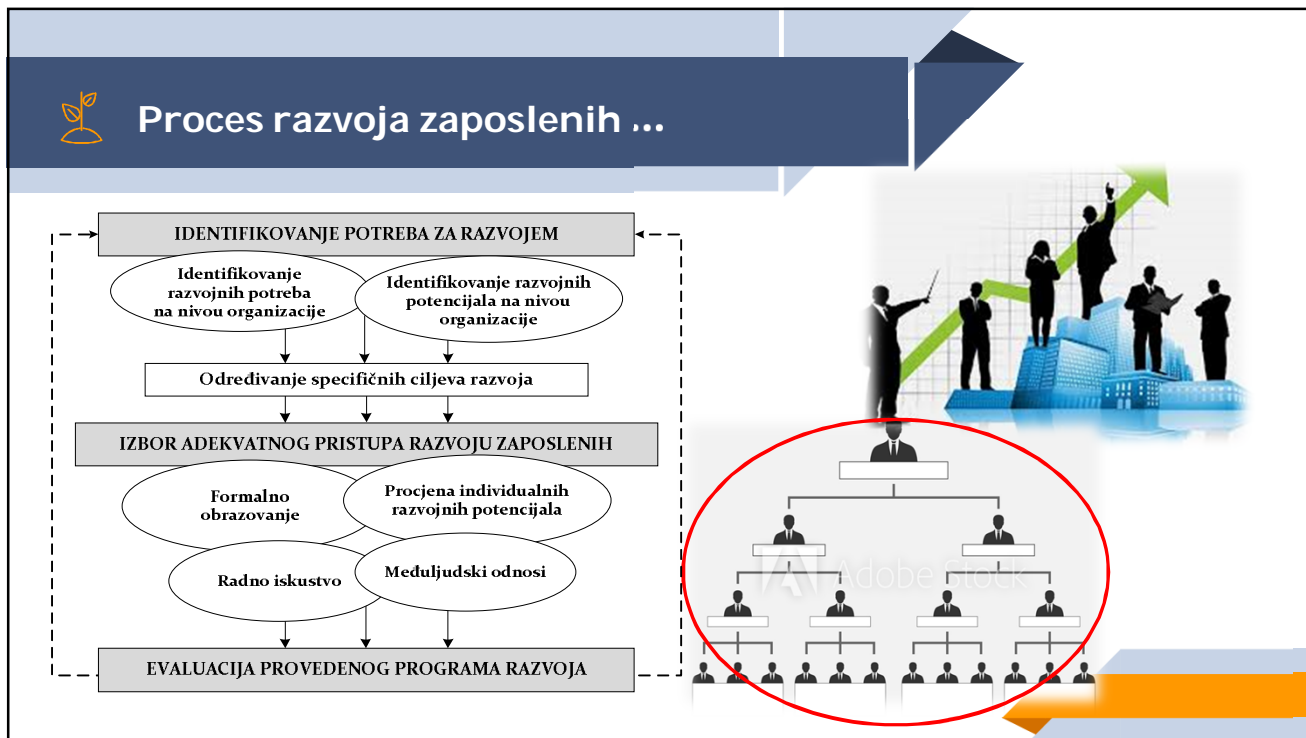 Proces razvoja zaposlenih ...
IDENTIFIKOVANJE POTREBA ZA RAZVOJEM
Identifikovanje
razvojnih potreba
na nivou organizacije
Identifikovanje razvojnih
potencijala na nivou
organizacije
Određivanje specifičnih ciljeva razvoja
IZBOR ADEKVATNOG PRISTUPA RAZVOJU ZAPOSLENIH
Formalno
obrazovanje
Procjena individualnih
razvojnih potencijala
Radno iskustvo
Međuljudski odnosi
EVALUACIJA PROVEDENOG PROGRAMA RAZVOJA
Adobe Stock